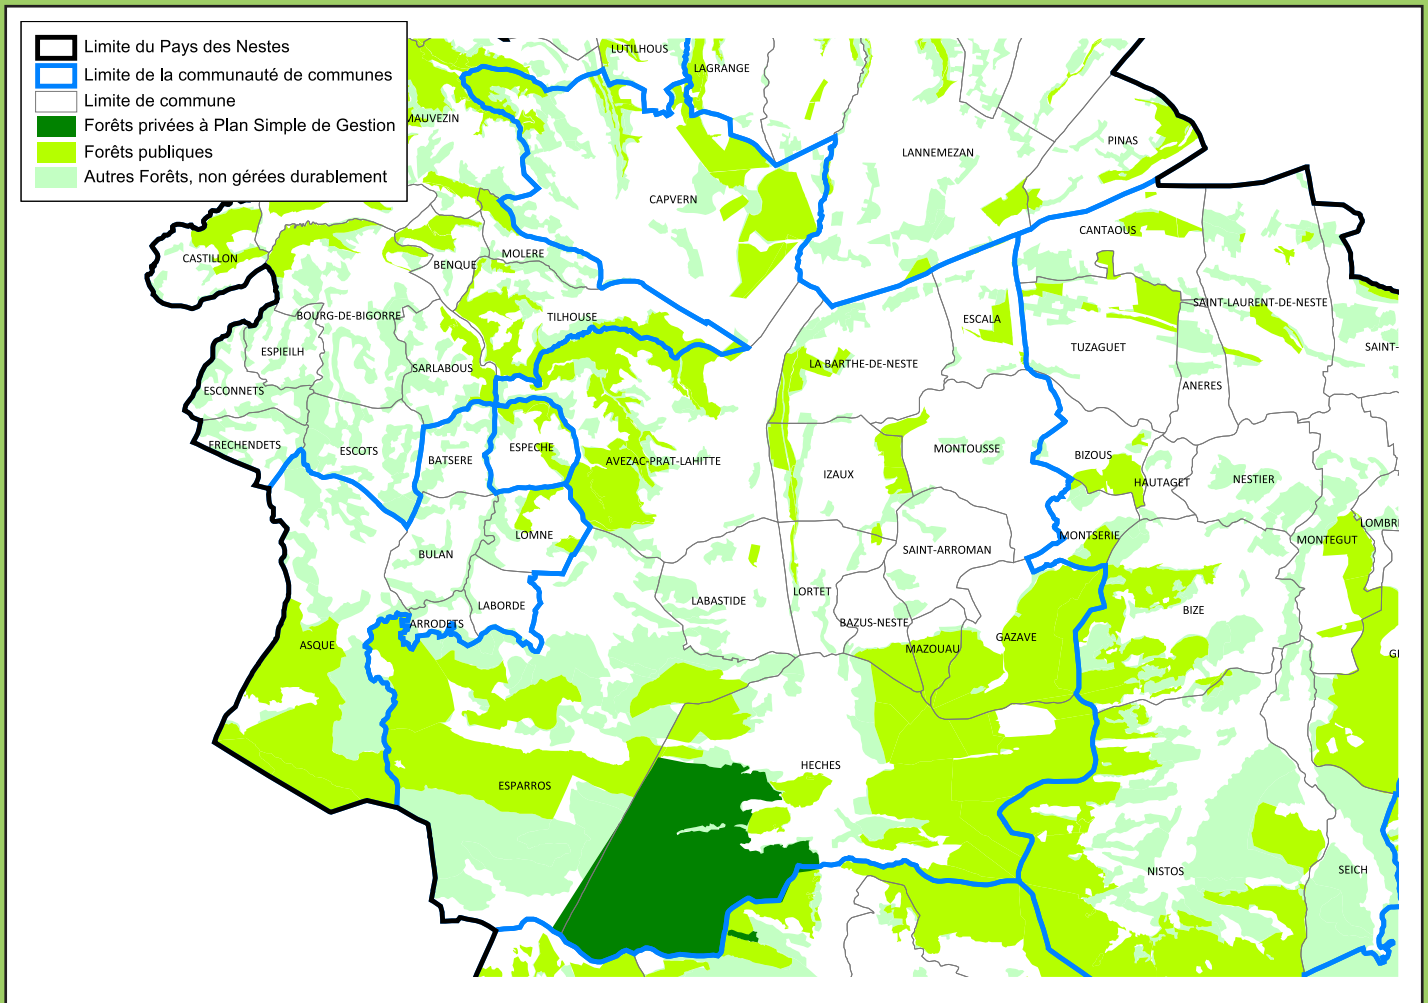 Limite du Pays des Nestes
Limite de la communauté de communes
Limite de commune
Forêts privées à Plan Simple de Gestion
Forêts publiques
Autres Forêts, non gérées durablement
LUTILHOUS
LAGRANGE
MAUVEZIN
PINAS
LANNEMEZAN
CAPVERN
CANTAOUS
CASTILLON
MOLERE
BENQUE
SAINT-LAURENT-DE-NESTE
BOURG-DE-BIGORRE
TILHOUSE
ESCALA
ESPIEILH
TUZAGUET
SAINT-
LA BARTHE-DE-NESTE
SARLABOUS
ANERES
ESCONNETS
FRECHENDETS
ESCOTS
BATSERE
ESPECHE
AVEZAC-PRAT-LAHITTE
MONTOUSSE
BIZOUS
IZAUX
HAUTAGET
NESTIER
LOMBRE
LOMNE
MONTSERIE
MONTEGUT
BULAN
SAINT-ARROMAN
LABORDE
LABASTIDE
LORTET
BIZE
ARRODETS
BAZUS-NESTE
ASQUE
MAZOUAU
GAZAVE
HECHES
ESPARROS
NISTOS
SEICH